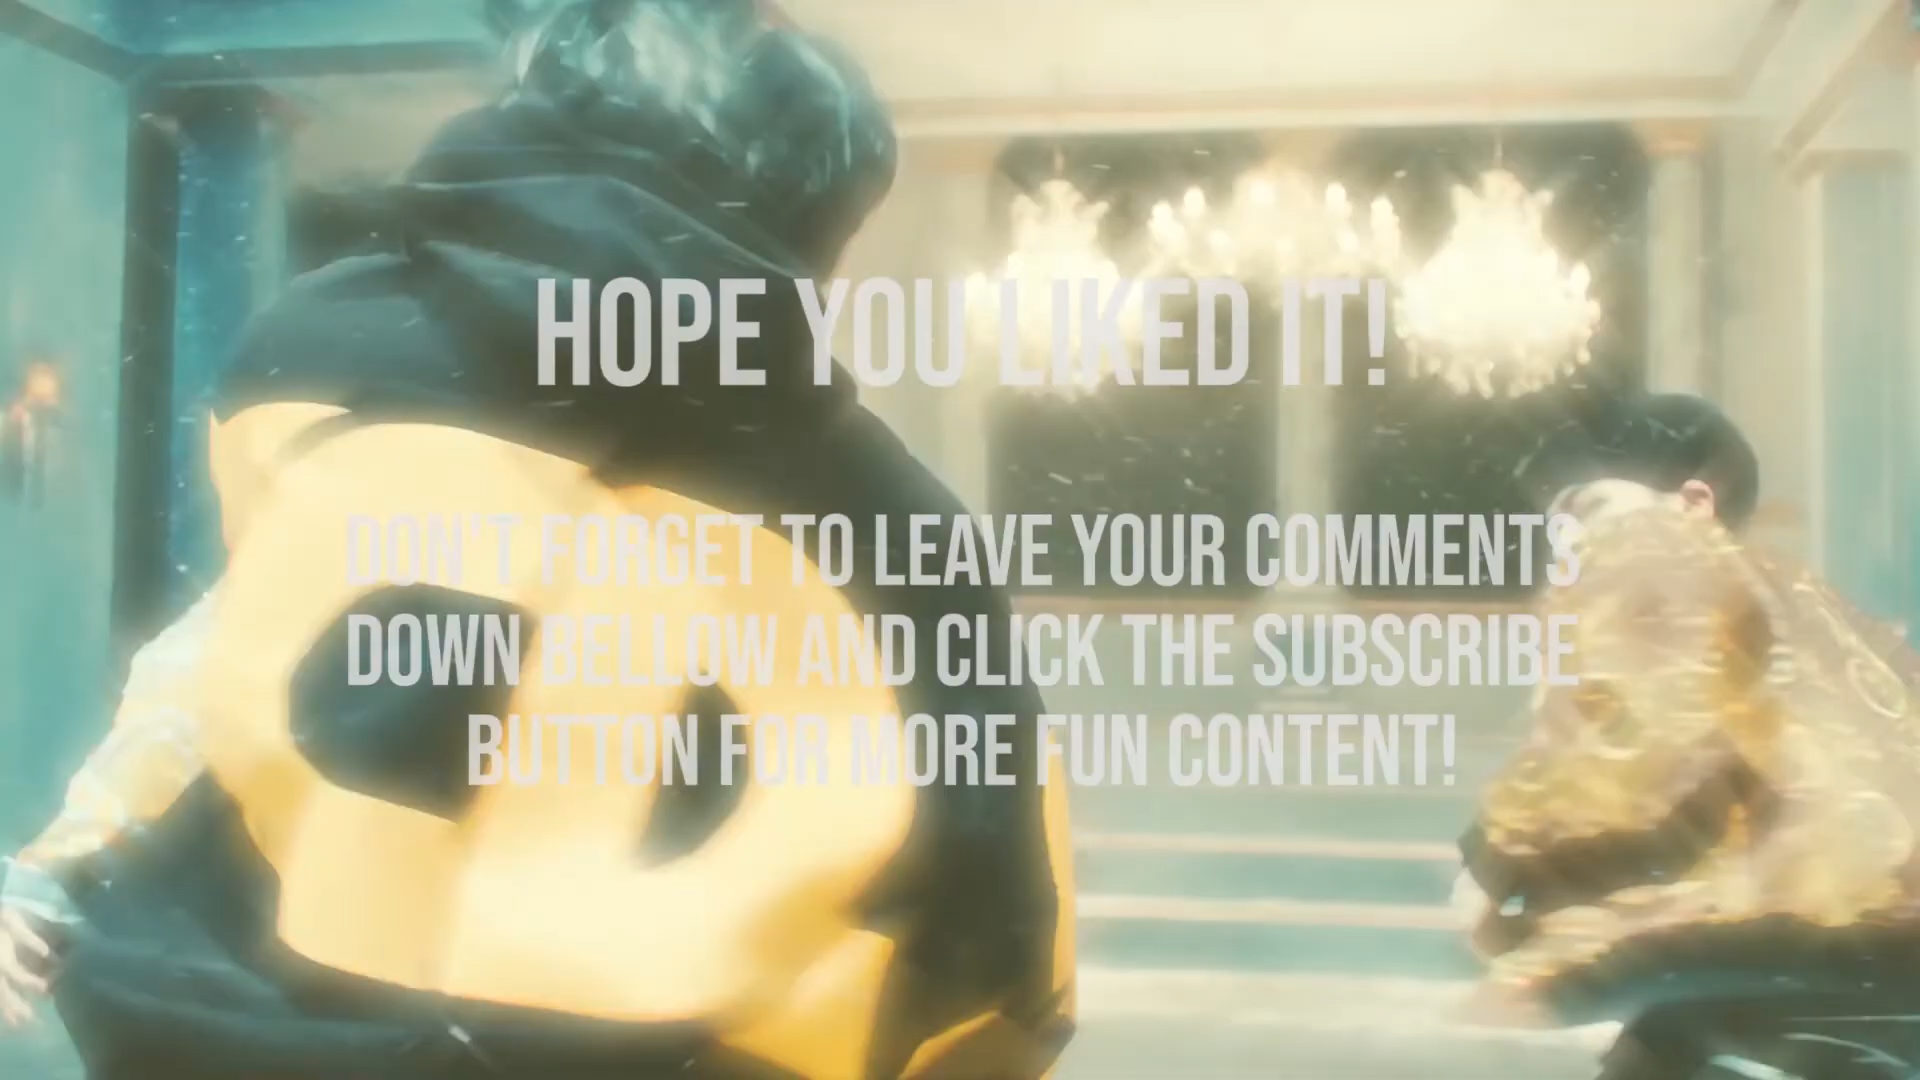 HOPE YOU LIKED IT!
DON'T FORGET TO LEAVE YOUR COMMENTS
DOWN BELLOW AND CLICK THE SUBSCRIBE
BUTTON FOR MORE FUN CONTENT!